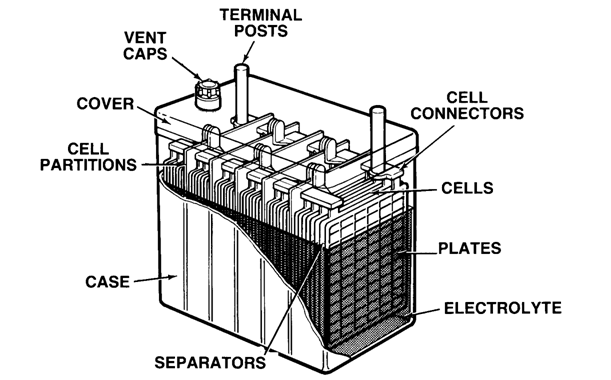 TERMINAL
POSTS
VENT
CAPS
COVER
CELL
CONNECTORS
CELL
PARTITIONS
CELLS
PLATES
CASE
ELECTROLYTE
SEPARATORS